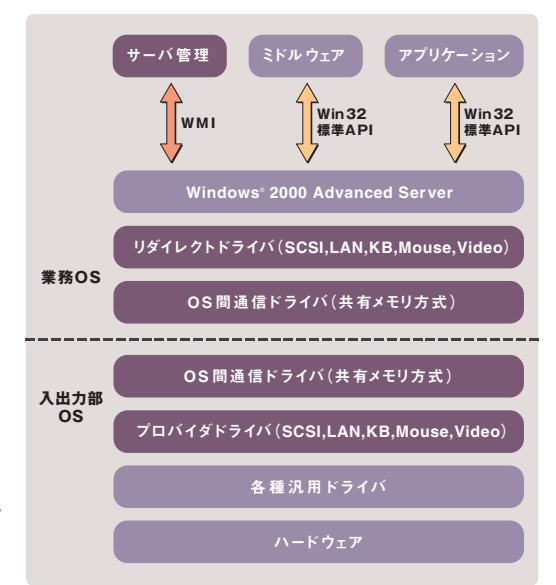 サーバ管理
ミドルウェア
アプリケーション
WMI
Win32
標準API
Win32
標準API
Windows® 2000 Advanced Server
リダイレクトドライバ(SCSI,LAN,KB,Mouse,Video)
業務OS
OS間通信ドライバ(共有メモリ方式)
OS間通信ドライバ(共有メモリ方式)
入出力部
OS
プロバイダドライバ(SCSI,LAN,KB,Mouse,Video)
各種汎用ドライバ
ハードウェア